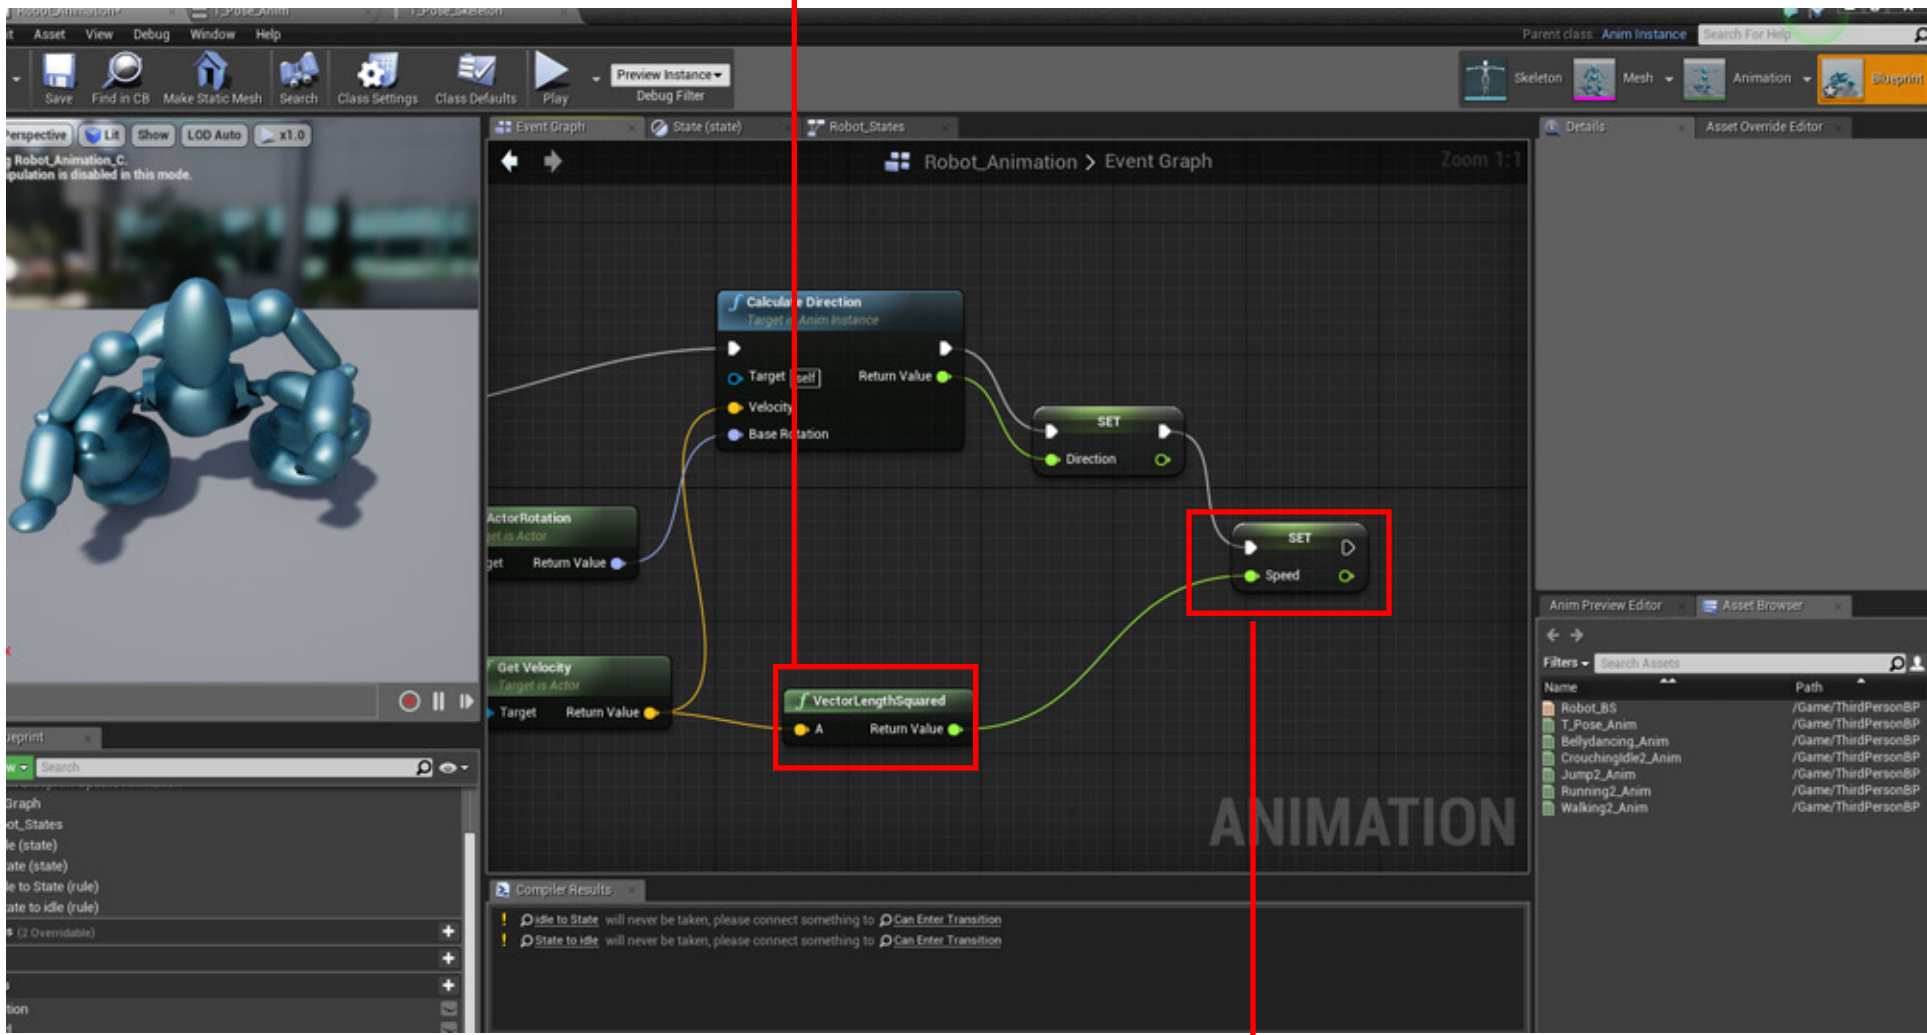 Robot_Animation*
T_Pose_Anim
T_Pose_Skeleton
Asset View Debug Window Help
Parent class: Anim Instance
Search For Help
Save
Find in CB
Make Static Mesh
Search
Class Settings
Class Defaults
Play
Preview Instance
Debug Filter
Skeleton
Mesh
Animation
Blueprint
Perspective
Lit
Show
LOD Auto
x1.0
Robot_Animation_C.
is disabled in this mode.
Event Graph
State (state)
Robot_States
Robot_Animation > Event Graph
Zoom 1:1
Calculate Direction
Target is Anim Instance
Target self
Return Value
Velocity
Base Rotation
SET
Direction
ActorRotation
is Actor
Return Value
SET
Speed
Get Velocity
Target is Actor
Target
Return Value
VectorLengthSquared
A
Return Value
ANIMATION
Details
Asset Override Editor
Anim Preview Editor
Asset Browser
Filters
Search Assets
Name
Path
Robot_BS /Game/ThirdPersonBP
T_Pose_Anim /Game/ThirdPersonBP
Bellydancing_Anim /Game/ThirdPersonBP
CrouchingIdle2_Anim /Game/ThirdPersonBP
Jump2_Anim /Game/ThirdPersonBP
Running2_Anim /Game/ThirdPersonBP
Walking2_Anim /Game/ThirdPersonBP
Search
Graph
ot_States
le (state)
ate (state)
le to State (rule)
ate to idle (rule)
s (2 Overridable)
tion
Compiler Results
! idle to State will never be taken, please connect something to Can Enter Transition
! State to idle will never be taken, please connect something to Can Enter Transition